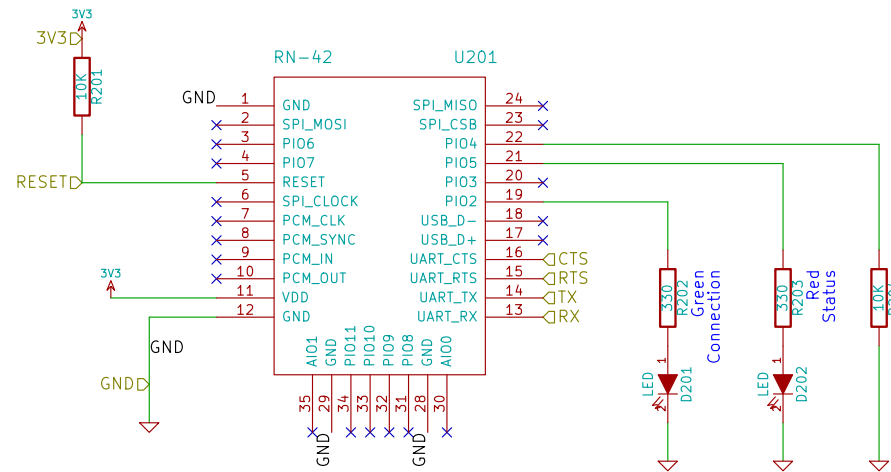 3V3
3V3
10K
R201
RESET
RN-42
U201
GND
1 GND
2 SPI_MOSI
3 PIO6
4 PIO7
5 RESET
6 SPI_CLOCK
7 PCM_CLK
8 PCM_SYNC
9 PCM_IN
10 PCM_OUT
11 VDD
12 GND
SPI_MISO 24
SPI_CSB 23
PIO4 22
PIO5 21
PIO3 20
PIO2 19
USB_D- 18
USB_D+ 17
UART_CTS 16 CTS
UART_RTS 15 RTS
UART_TX 14 TX
UART_RX 13 RX
3V3
GND
GND
AIO1 35
GND 29
PIO11 34
PIO10 33
PIO9 32
PIO8 31
GND 28
AIO0 30
GND
GND
330
R202
Green
Connection
1
LED
D201
2
330
R203
Red
Status
1
LED
D202
2
10K